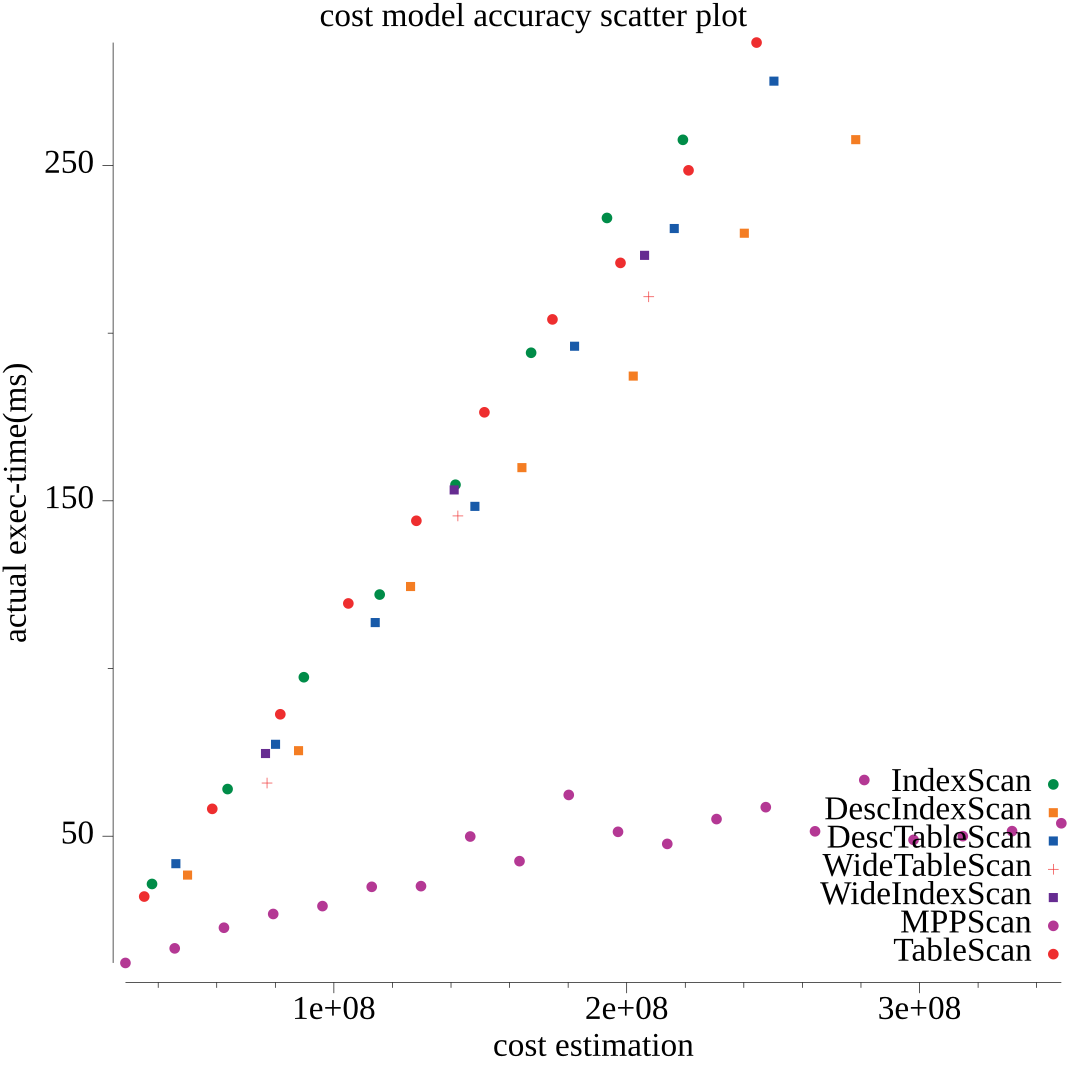 cost model accuracy scatter plot
250
150
50
actual exec-time(ms)
IndexScan
DescIndexScan
DescTableScan
WideTableScan
WideIndexScan
MPPScan
TableScan
1e+08 2e+08 3e+08
cost estimation